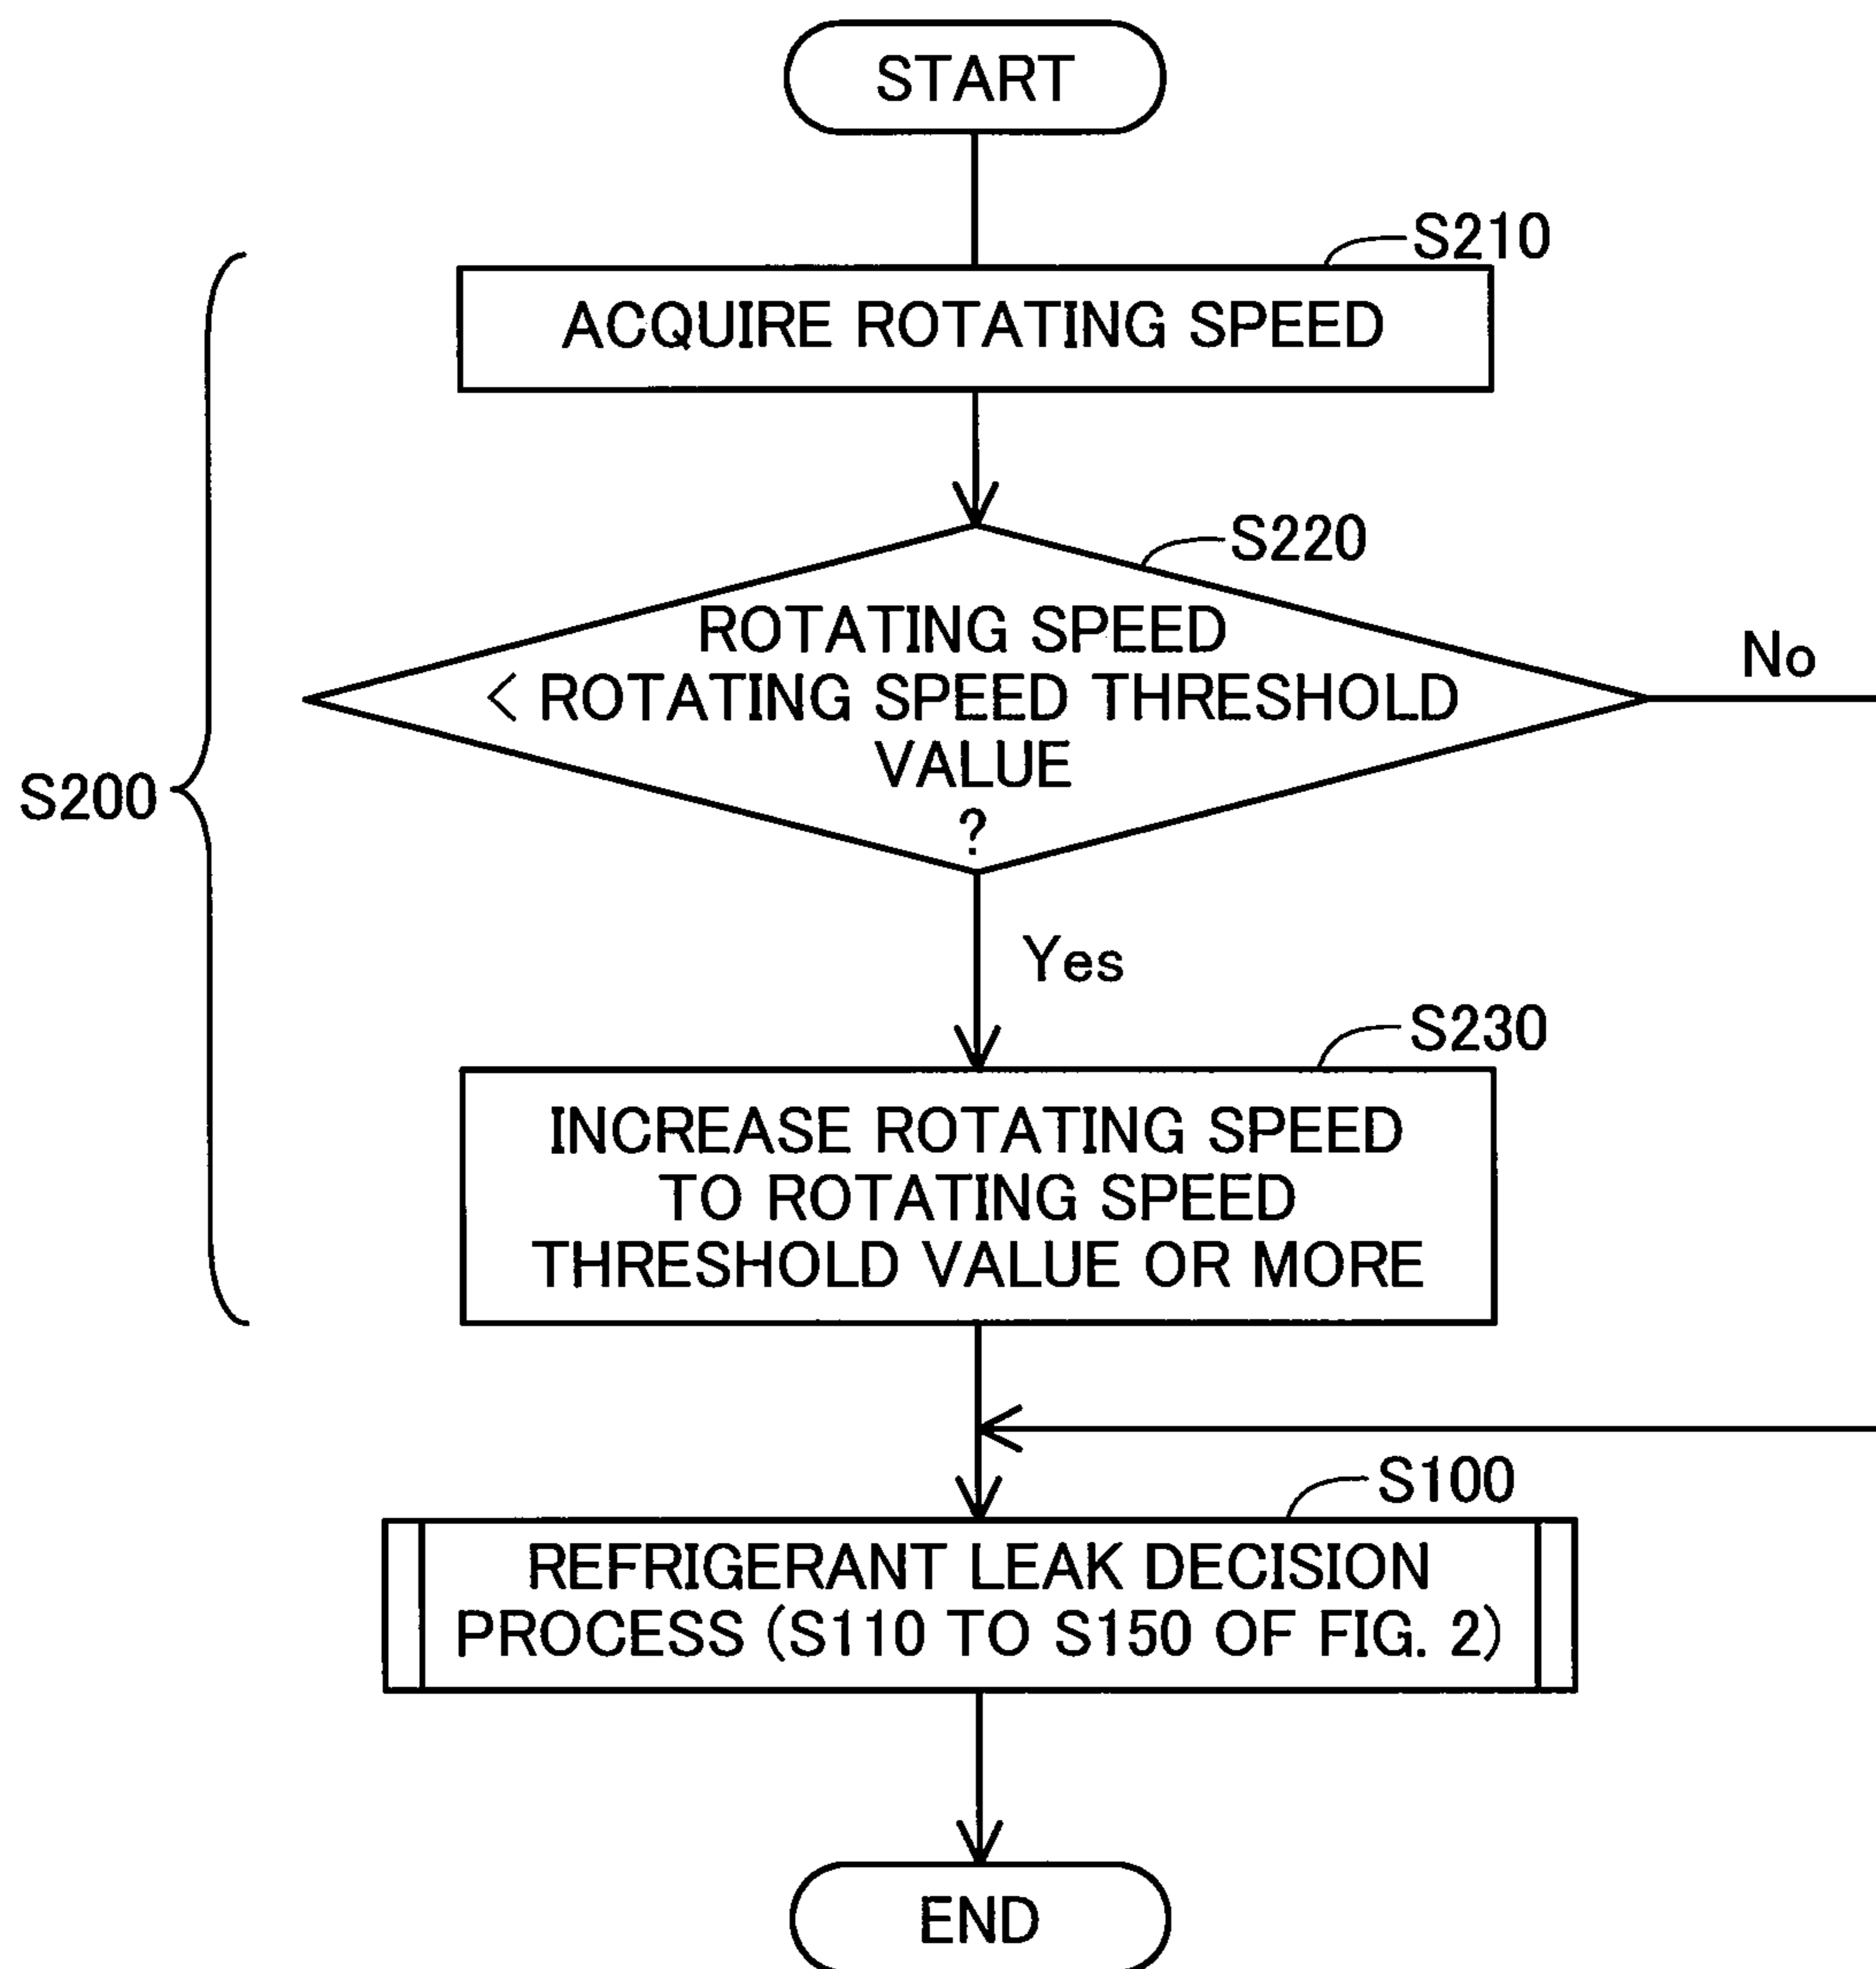 START
S210
ACQUIRE ROTATING SPEED
S220
ROTATING SPEED
< ROTATING SPEED THRESHOLD
VALUE
?
No
S200
Yes
S230
INCREASE ROTATING SPEED
TO ROTATING SPEED
THRESHOLD VALUE OR MORE
S100
REFRIGERANT LEAK DECISION
PROCESS (S110 TO S150 OF FIG. 2)
END